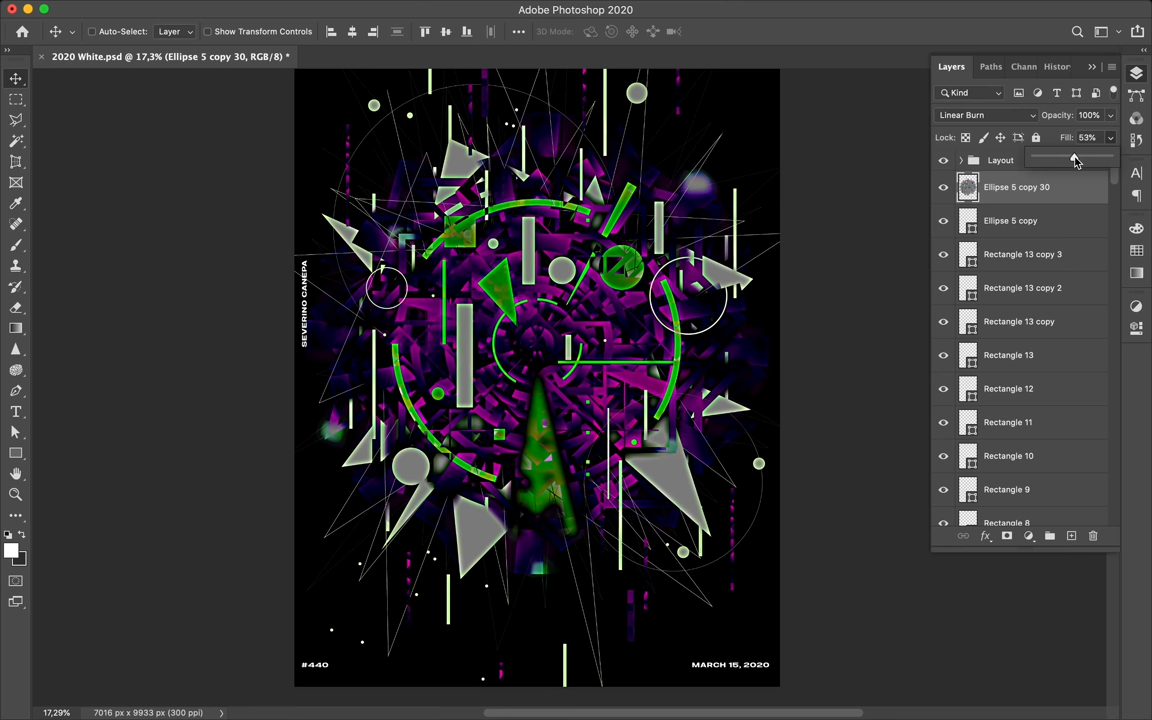 Adobe Photoshop 2020
Auto-Select:
Layer
Show Transform Controls
3D Mode:
2020 White.psd @ 17,3% (Ellipse 5 copy 30, RGB/8) *
Layers
Paths
Chann
Histor
Kind
Linear Burn
Opacity: 100%
Lock:
Fill: 53%
Layout
Ellipse 5 copy 30
Ellipse 5 copy
Rectangle 13 copy 3
Rectangle 13 copy 2
Rectangle 13 copy
Rectangle 13
Rectangle 12
Rectangle 11
Rectangle 10
Rectangle 9
Rectangle 8
SEVERINO CANEPA
#440
MARCH 15, 2020
17,29%
7016 px x 9933 px (300 ppi)